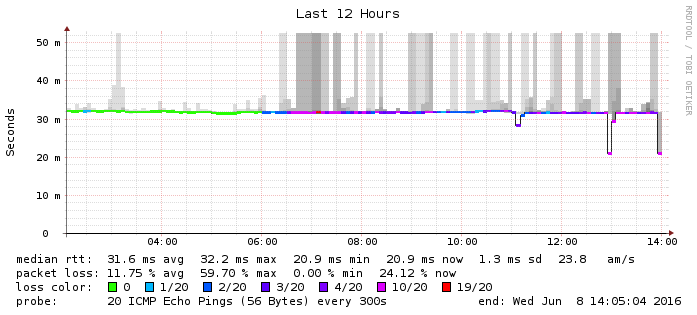 Last 12 Hours
RRDTOOL / TOBI OETIKER
Seconds
50 m
40 m
30 m
20 m
10 m
0
04:00 06:00 08:00 10:00 12:00 14:00
median rtt: 31.6 ms avg 32.2 ms max 20.9 ms min 20.9 ms now 1.3 ms sd 23.8 am/s
packet loss: 11.75 % avg 59.70 % max 0.00 % min 24.12 % now
loss color: 0 1/20 2/20 3/20 4/20 10/20 19/20
probe: 20 ICMP Echo Pings (56 Bytes) every 300s end: Wed Jun 8 14:05:04 2016